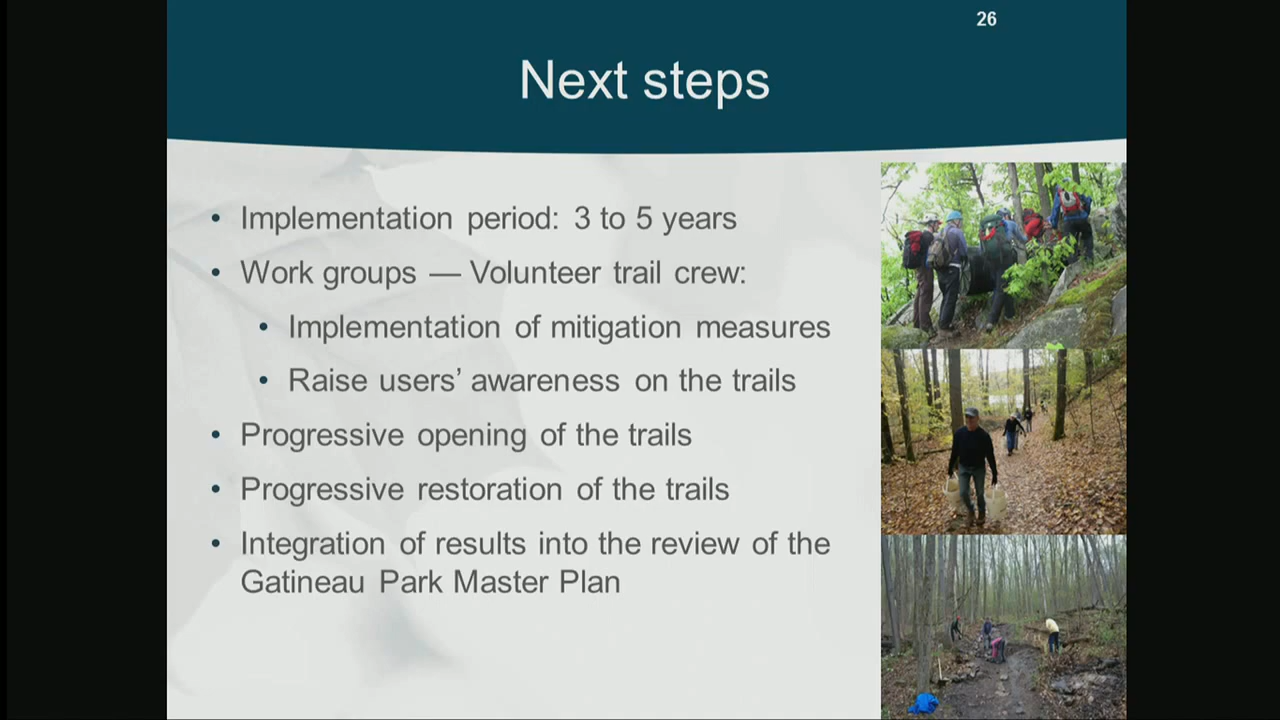 26
Next steps
• Implementation period: 3 to 5 years
• Work groups — Volunteer trail crew:
• Implementation of mitigation measures
• Raise users’ awareness on the trails
• Progressive opening of the trails
• Progressive restoration of the trails
• Integration of results into the review of the
Gatineau Park Master Plan